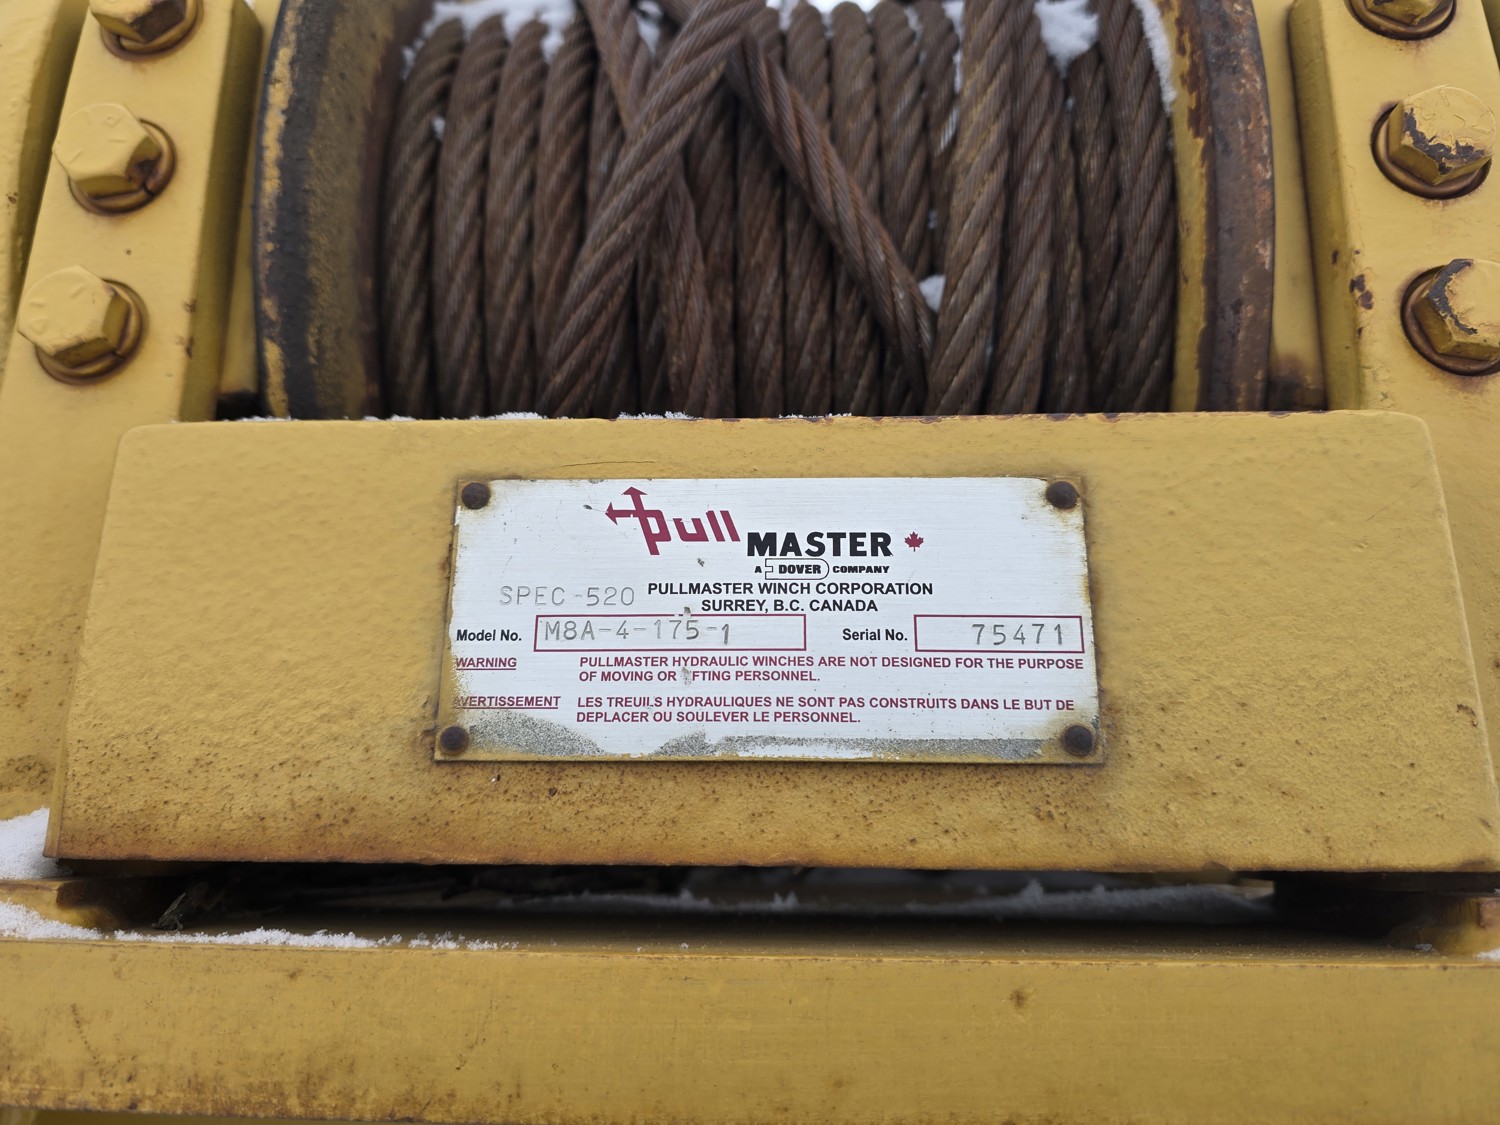 Pull
MASTER
A DOVER COMPANY
PULLMASTER WINCH CORPORATION
SURREY, B.C. CANADA
SPEC-520
Model No. M8A-4-175-1
Serial No. 75471
WARNING PULLMASTER HYDRAULIC WINCHES ARE NOT DESIGNED FOR THE PURPOSE
OF MOVING OR IFTING PERSONNEL.
AVERTISSEMENT LES TREUILS HYDRAULIQUES NE SONT PAS CONSTRUITS DANS LE BUT DE
DEPLACER OU SOULEVER LE PERSONNEL.